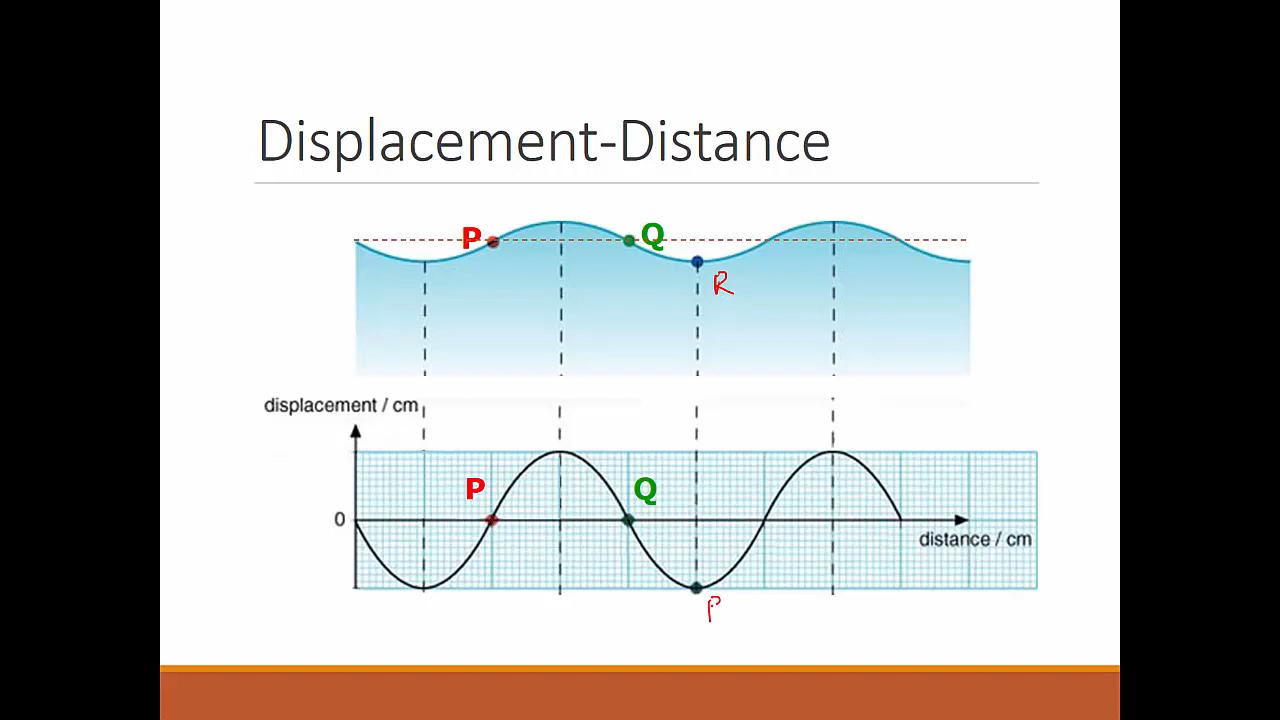 Displacement-Distance
P
Q
R
displacement / cm
P
Q
0
distance / cm
P